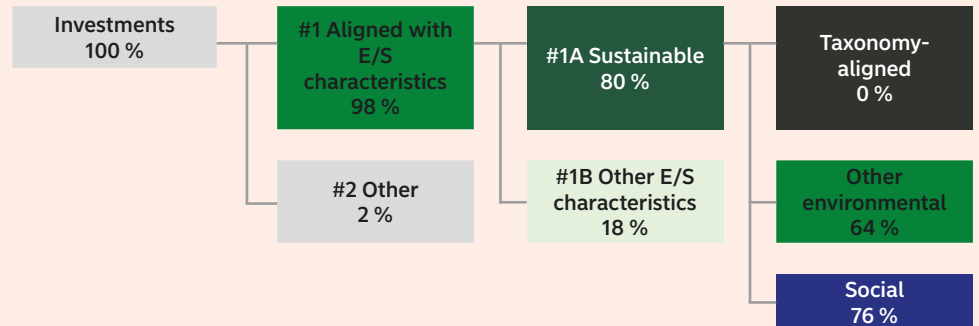 Investments
100 %
#1 Aligned with
E/S
characteristics
98 %
#1A Sustainable
80 %
Taxonomy-
aligned
0 %
#2 Other
2 %
#1B Other E/S
characteristics
18 %
Other
environmental
64 %
Social
76 %